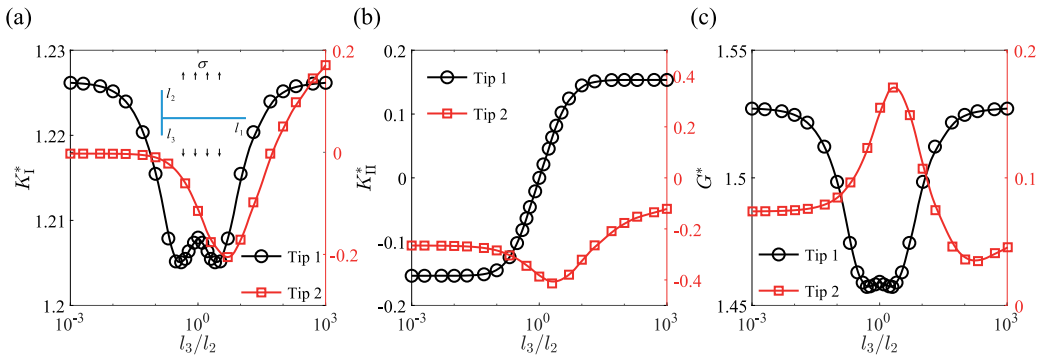 (a)
(b)
(c)
1.23
1.22
1.21
1.20
0.2
0
-0.2
K*I
σ
l2
l3
l1
Tip 1
Tip 2
10-3
100
103
l3/l2
0.2
0.1
0
-0.1
-0.2
0.4
0.2
0
-0.2
-0.4
K*II
Tip 1
Tip 2
10-3
100
103
l3/l2
1.55
1.5
1.45
0.2
0.1
0
G*
Tip 1
Tip 2
10-3
100
103
l3/l2